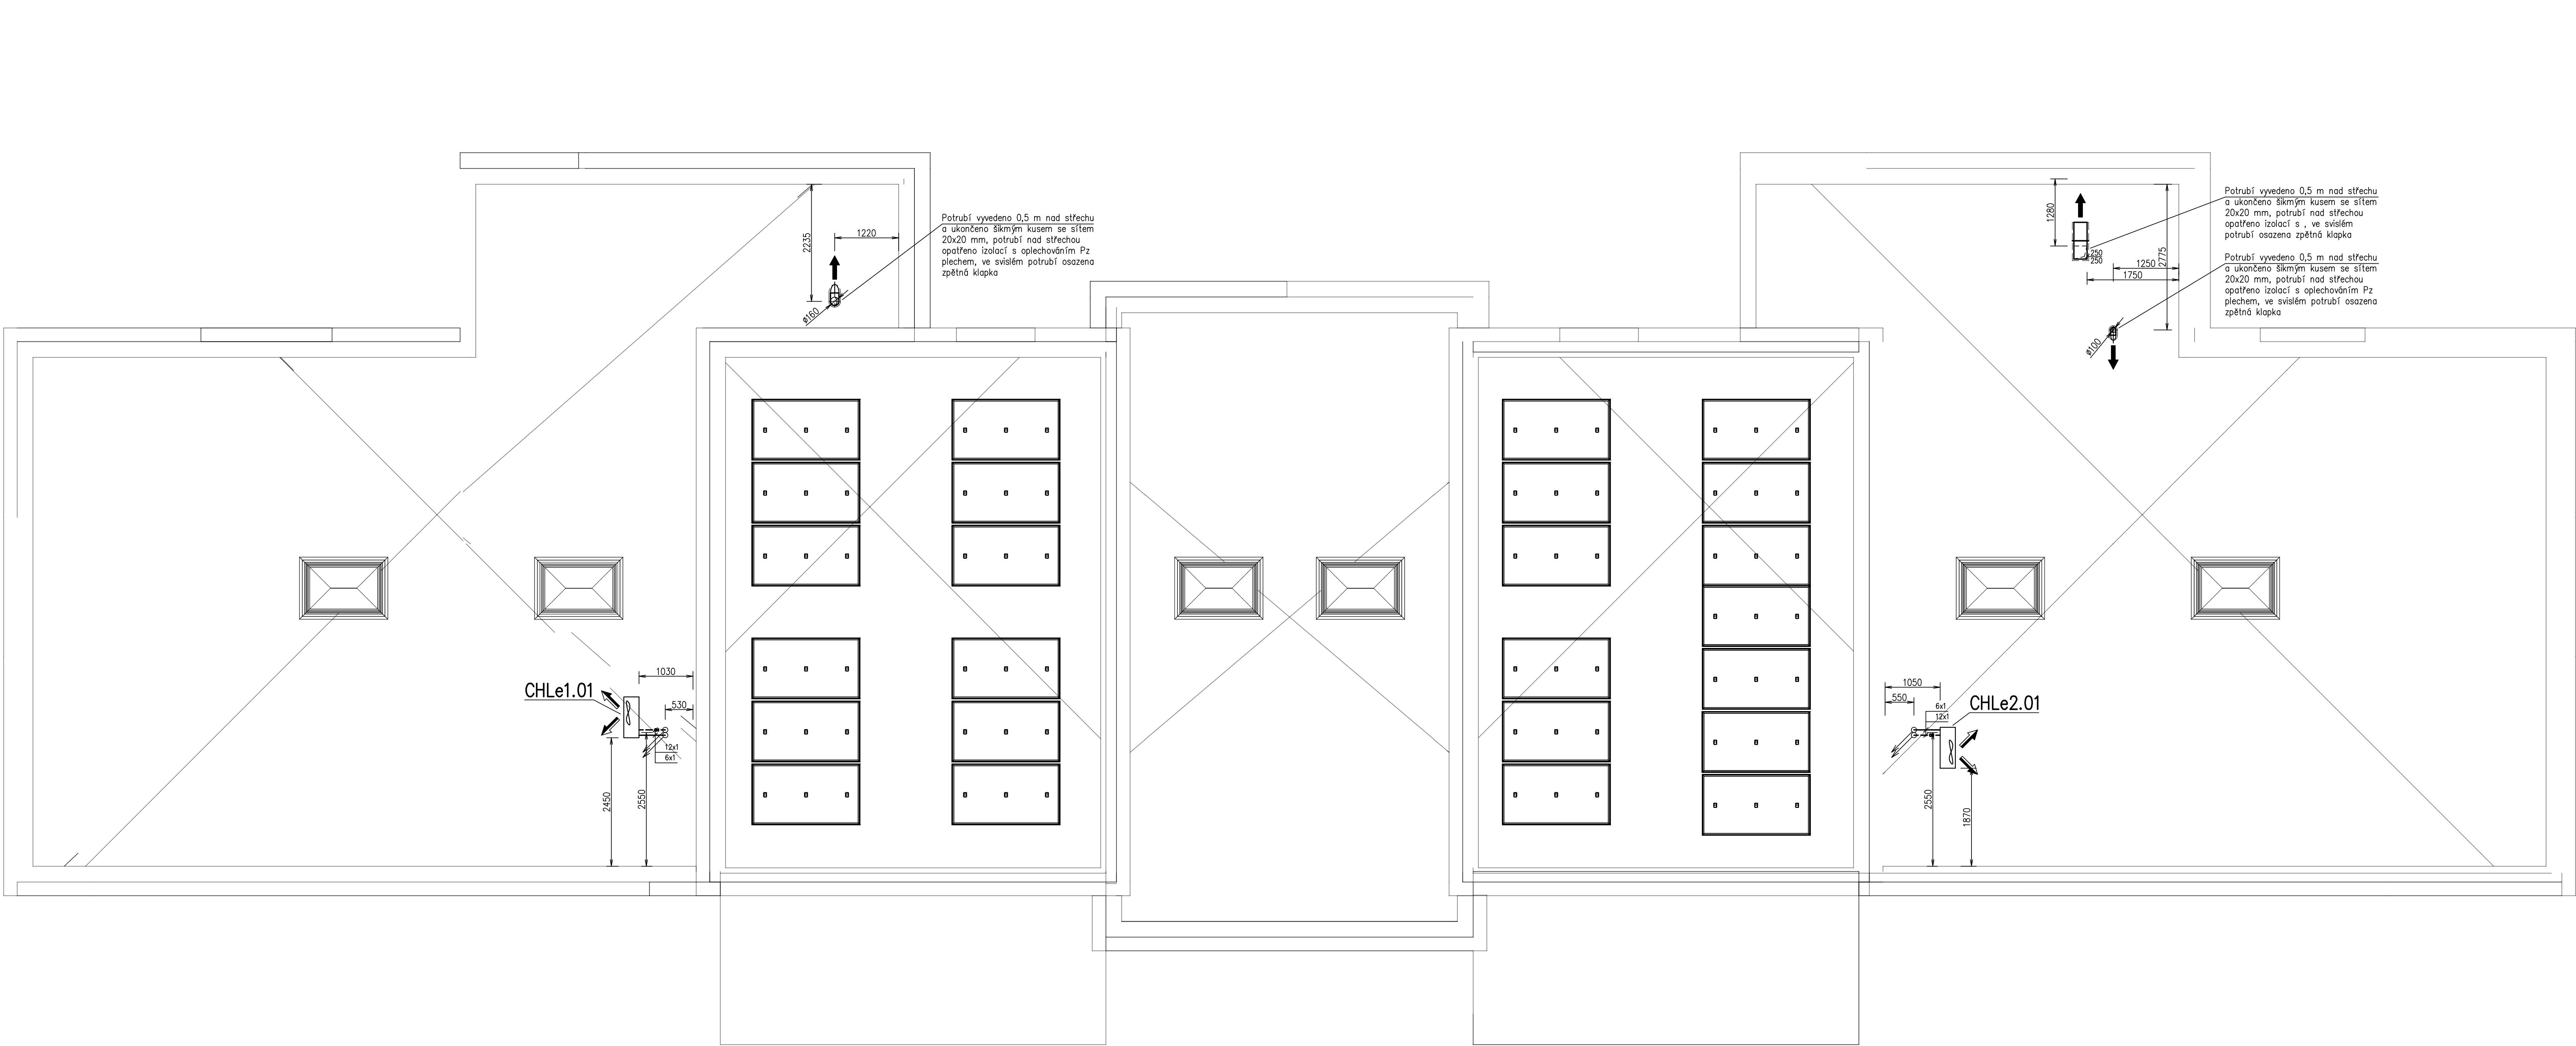 Potrubí vyvedeno 0,5 m nad střechu
a ukončeno šikmým kusem se sítem
20x20 mm, potrubí nad střechou
opatřeno izolací s oplechováním Pz
plechem, ve svislém potrubí osazena
zpětná klapka
2235
1220
ø160
Potrubí vyvedeno 0,5 m nad střechu
a ukončeno šikmým kusem se sítem
20x20 mm, potrubí nad střechou
opatřeno izolací s , ve svislém
potrubí osazena zpětná klapka
1280
250
250
2775
1250
1750
Potrubí vyvedeno 0,5 m nad střechu
a ukončeno šikmým kusem se sítem
20x20 mm, potrubí nad střechou
opatřeno izolací s oplechováním Pz
plechem, ve svislém potrubí osazena
zpětná klapka
ø100
CHLe1.01
1030
530
12x1
6x1
2450
2550
1050
550
6x1
12x1
CHLe2.01
2550
1870